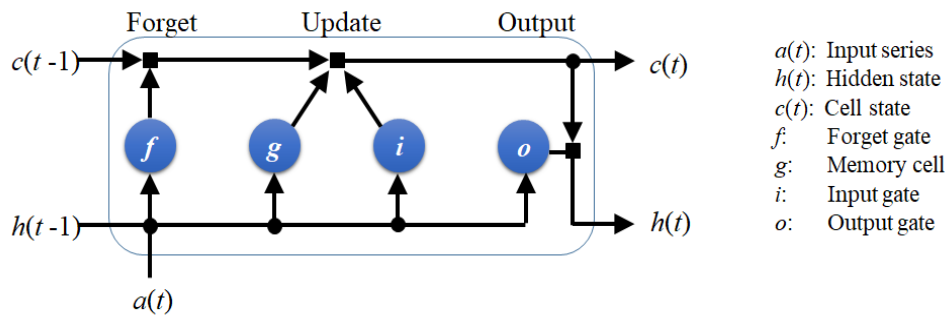 Forget Update Output
c(t -1)
c(t)
f
g
i
o
h(t -1)
h(t)
a(t)
a(t): Input series
h(t): Hidden state
c(t): Cell state
f: Forget gate
g: Memory cell
i: Input gate
o: Output gate